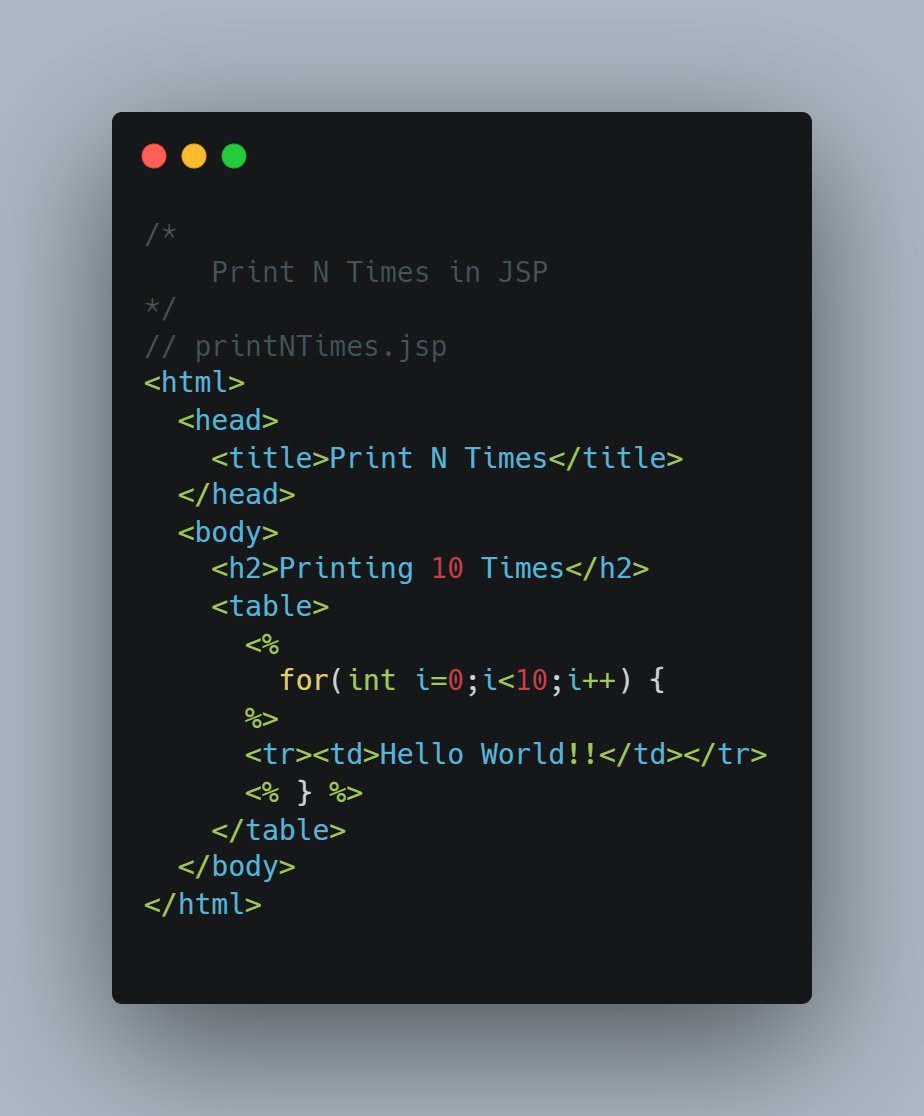 /*
    Print N Times in JSP
*/
// printNTimes.jsp
<html>
  <head>
    <title>Print N Times</title>
  </head>
  <body>
    <h2>Printing 10 Times</h2>
    <table>
      <%
        for(int i=0;i<10;i++) {
      %>
      <tr><td>Hello World!!</td></tr>
      <% } %>
    </table>
  </body>
</html>